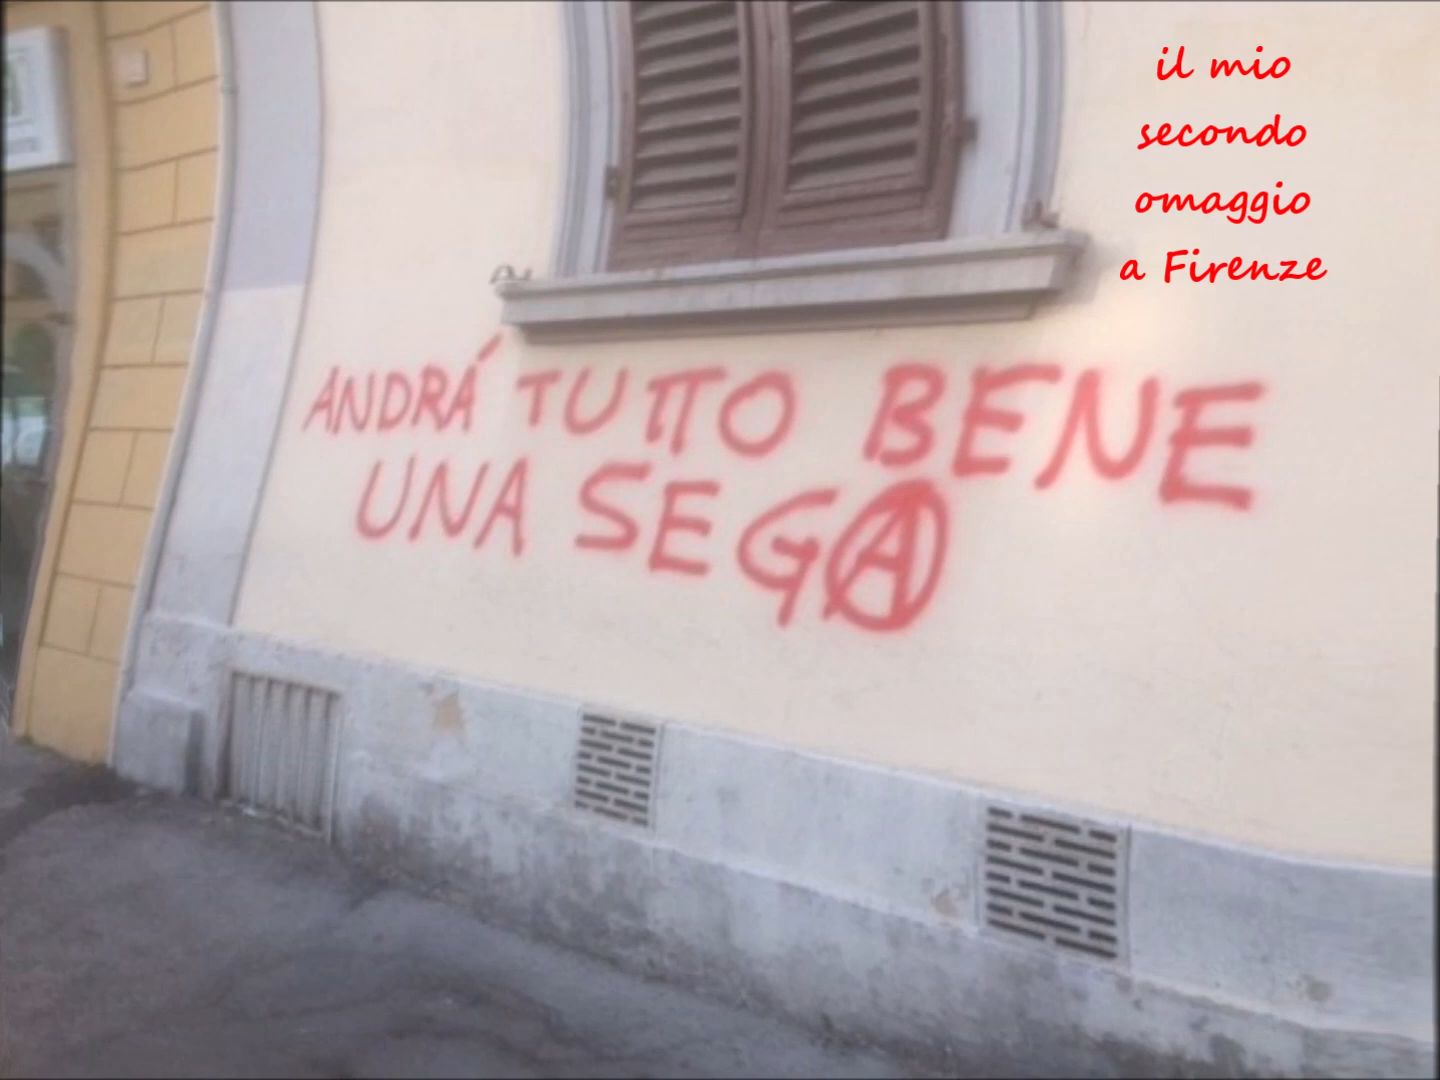 il mio
secondo
omaggio
a Firenze
ANDRÁ TUTTO BENE
UNA SEGA